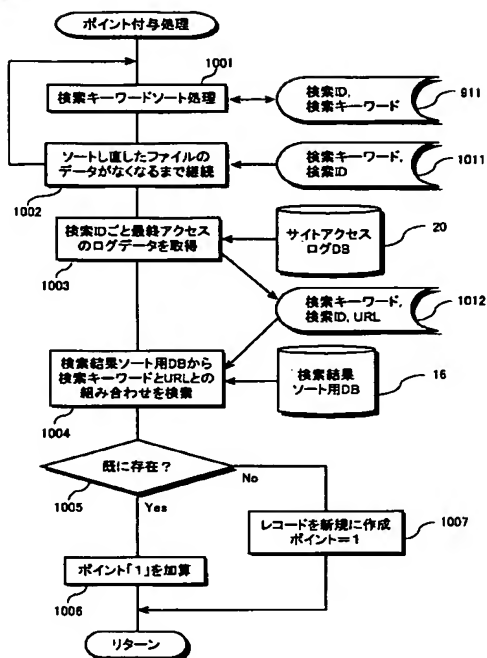 ポイント付与処理
1001
検索キーワードソート処理
検索ID,
検索キーワード
911
ソートし直したファイルの
データがなくなるまで継続
1002
検索キーワード,
検索ID
1011
検索IDごと最終アクセス
のログデータを取得
1003
サイトアクセス
ログDB
20
検索キーワード,
検索ID, URL
1012
検索結果ソート用DBから
検索キーワードとURLとの
組み合わせを検索
1004
検索結果
ソート用DB
16
既に存在?
1005
No
Yes
レコードを新規に作成
ポイント=1
1007
ポイント「1」を加算
1006
リターン